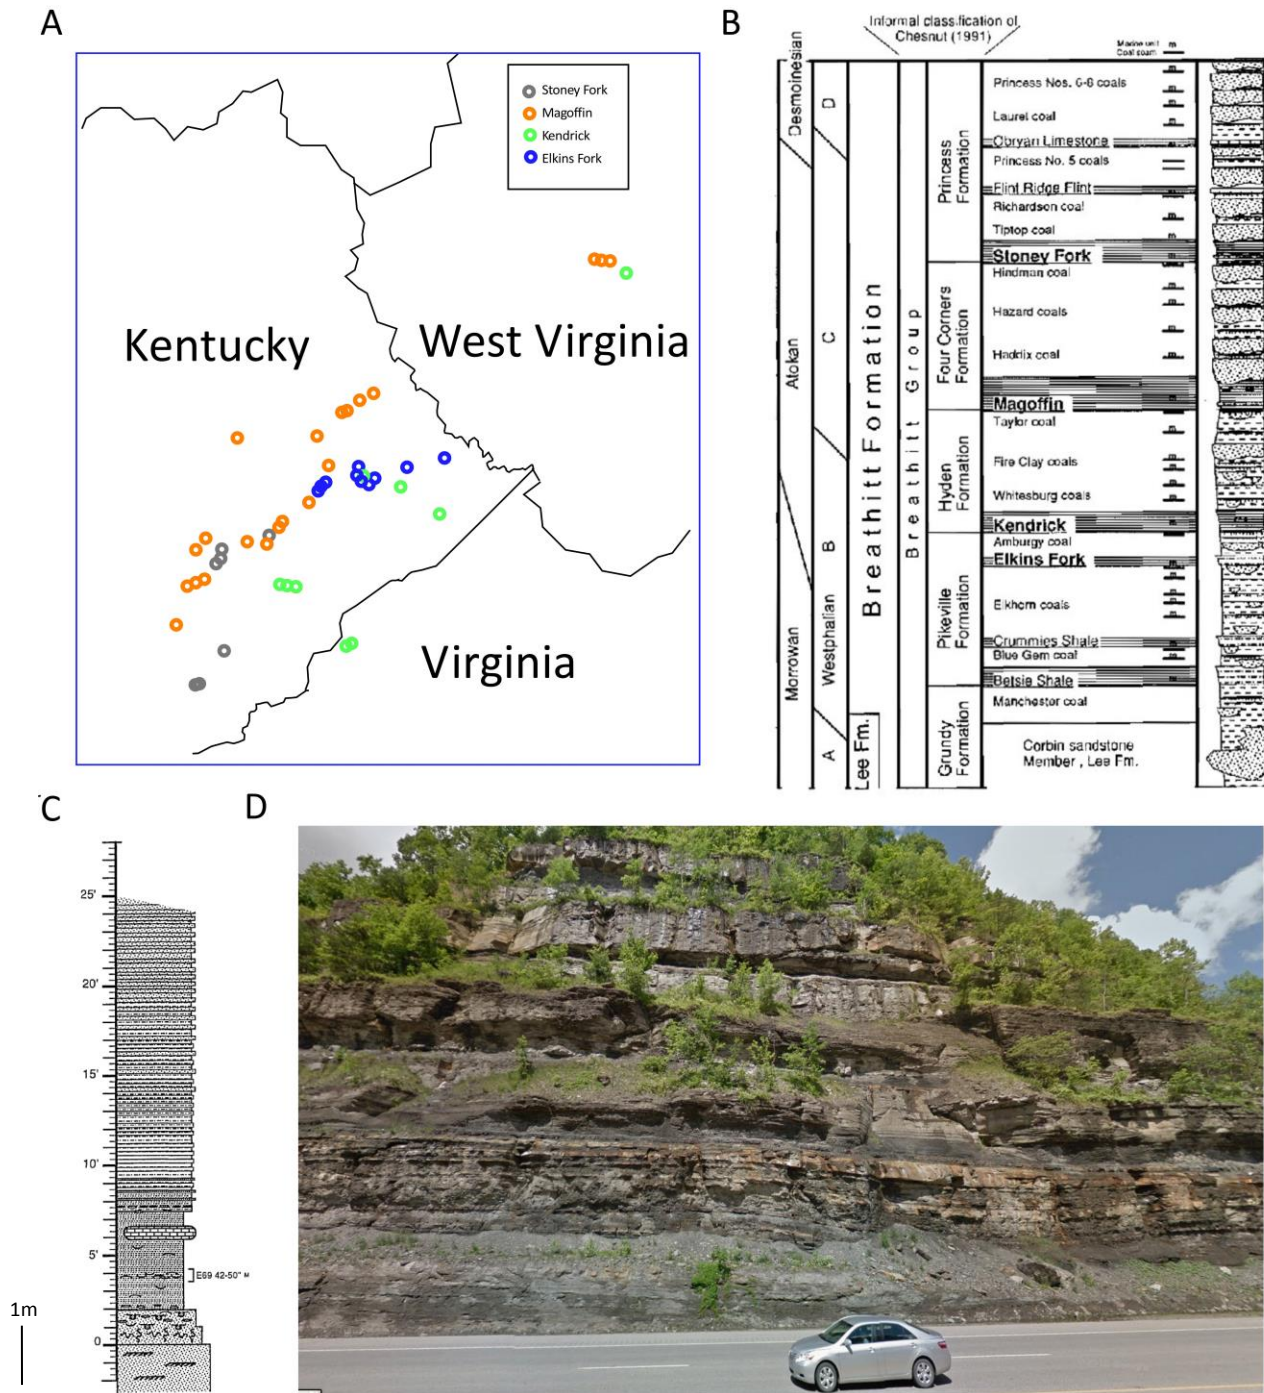 A
Stoney Fork
Magoffin
Kendrick
Elkins Fork
Kentucky
West Virginia
Virginia
B
Informal classification of
Chesnut (1991)
Marine unit m
Coal seam
Desmoinesian
Atokan
Morrowan
D
C
B
A
Westphalian
Breathitt Formation
Lee Fm.
Breathitt Group
Princess
Formation
Four Corners
Formation
Hyden
Formation
Pikeville
Formation
Grundy
Formation
Princess Nos. 6-8 coals
Laurel coal
Obryan Limestone
Princess No. 5 coals
Flint Ridge Flint
Richardson coal
Tiptop coal
Stoney Fork
Hindman coal
Hazard coals
Haddix coal
Magoffin
Taylor coal
Fire Clay coals
Whitesburg coals
Kendrick
Amburgy coal
Elkins Fork
Elkhorn coals
Crummies Shale
Blue Gem coal
Betsie Shale
Manchester coal
Corbin sandstone
Member , Lee Fm.
C
25'
20'
15'
10'
5'
0
E69 42-50" M
1m
D